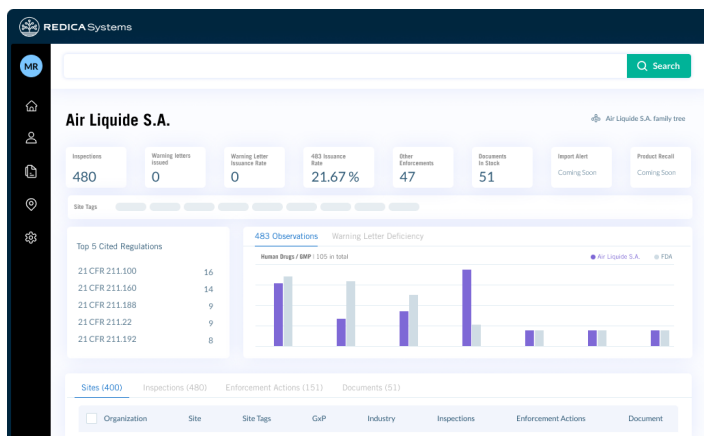 REDICA Systems
MR
Search
Air Liquide S.A.
Air Liquide S.A. family tree
Inspections
480
Warning letters
Issued
0
Warning Letter
Issuance Rate
0
483 Issuance
Rate
21.67 %
Other
Enforcements
47
Documents
In Stock
51
Import Alert
Coming Soon
Product Recall
Coming Soon
Site Tags
Top 5 Cited Regulations
21 CFR 211.100 16
21 CFR 211.160 14
21 CFR 211.188 9
21 CFR 211.22 9
21 CFR 211.192 8
483 Observations Warning Letter Deficiency
Human Drugs / GMP | 105 in total
Air Liquide S.A. FDA
Sites (400) Inspections (480) Enforcement Actions (151) Documents (51)
Organization Site Site Tags GxP Industry Inspections Enforcement Actions Document